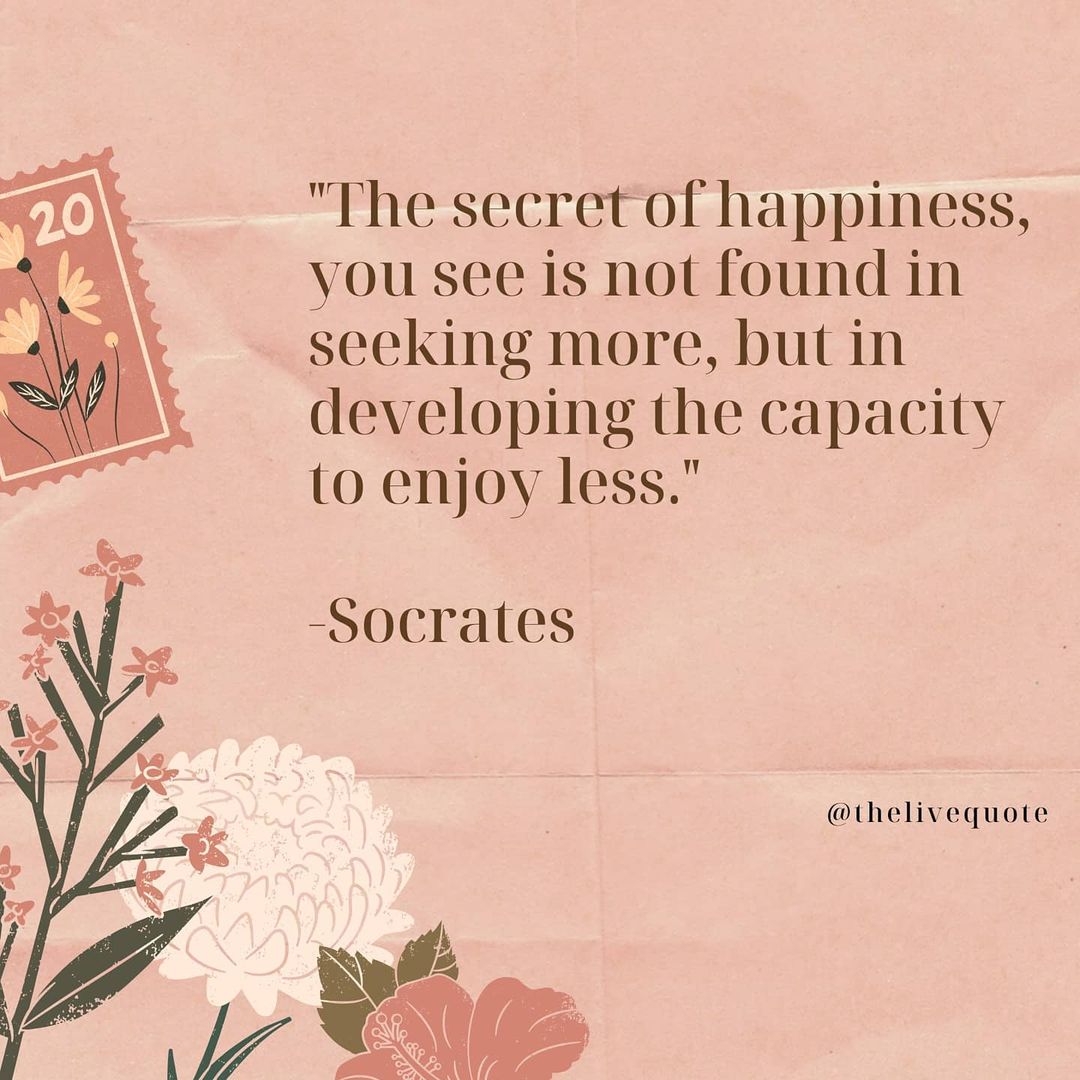 20
"The secret of happiness,
you see is not found in
seeking more, but in
developing the capacity
to enjoy less."
-Socrates
@thelivequote